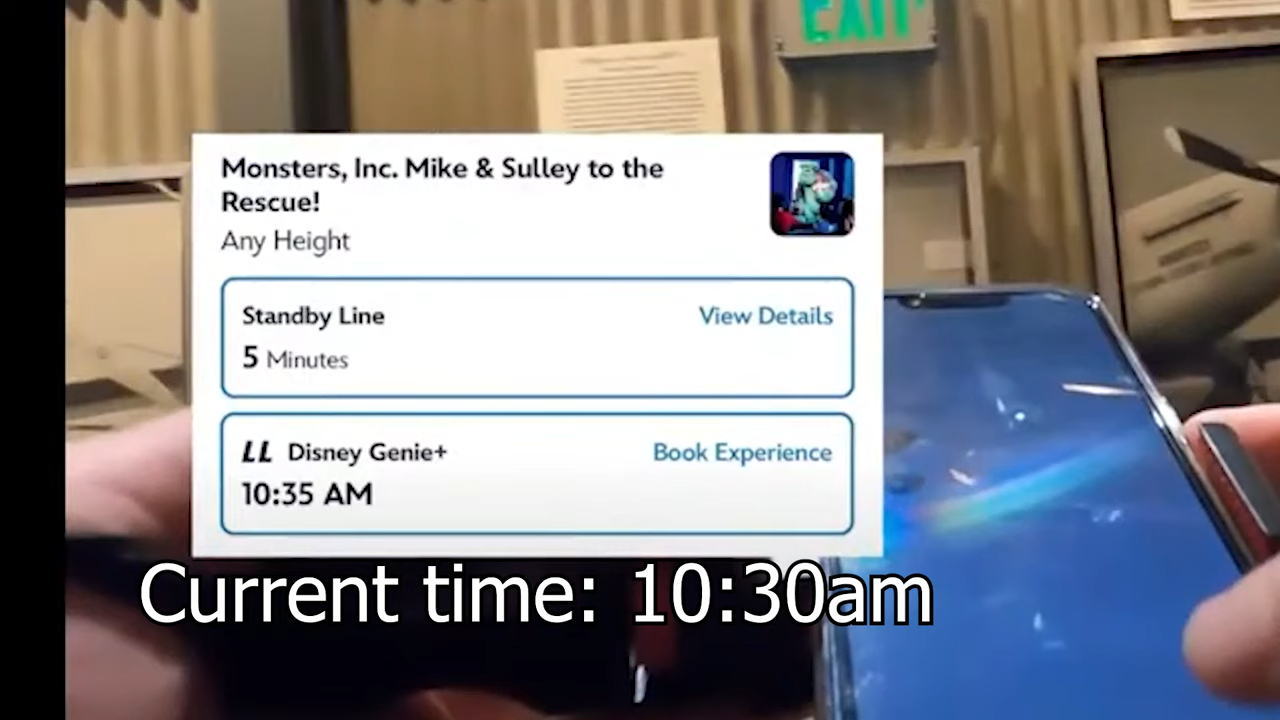 EXIT
Monsters, Inc. Mike & Sulley to the
Rescue!
Any Height
Standby Line
View Details
5 Minutes
LL Disney Genie+
Book Experience
10:35 AM
Current time: 10:30am